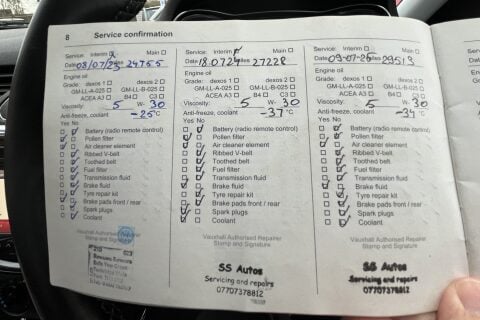 8 Service confirmation
Service: Interim Main
Date 08/07/23 Miles 24755
Engine oil
Grade: dexos 1 dexos 2
GM-LL-A-025 GM-LL-B-025
ACEA A3 B4 C3
Viscosity: 5 W- 30
Anti-freeze, coolant -25°C
Yes No
Battery (radio remote control)
Pollen filter
Air cleaner element
Ribbed V-belt
Toothed belt
Fuel filter
Transmission fluid
Brake fluid
Tyre repair kit
Brake pads front / rear
Spark plugs
Coolant
Vauxhall Authorised Repairer
Stamp and Signature
Service: Interim Main
Date 18.07.24 Miles 27228
Engine oil
Grade: dexos 1 dexos 2
GM-LL-A-025 GM-LL-B-025
ACEA A3 B4 C3
Viscosity: 5 W- 30
Anti-freeze, coolant -37°C
Yes No
Battery (radio remote control)
Pollen filter
Air cleaner element
Ribbed V-belt
Toothed belt
Fuel filter
Transmission fluid
Brake fluid
Tyre repair kit
Brake pads front / rear
Spark plugs
Coolant
Vauxhall Authorised Repairer
Stamp and Signature
SS Autos
Servicing and repairs
07707378812
Service: Interim Main
Date 09-07-25 Miles 29513
Engine oil
Grade: dexos 1 dexos 2
GM-LL-A-025 GM-LL-B-025
ACEA A3 B4 C3
Viscosity: 5 W- 30
Anti-freeze, coolant -34°C
Yes No
Battery (radio remote control)
Pollen filter
Air cleaner element
Ribbed V-belt
Toothed belt
Fuel filter
Transmission fluid
Brake fluid
Tyre repair kit
Brake pads front / rear
Spark plugs
Coolant
Vauxhall Authorised Repairer
Stamp and Signature
SS Autos
Servicing and repairs
07707378812